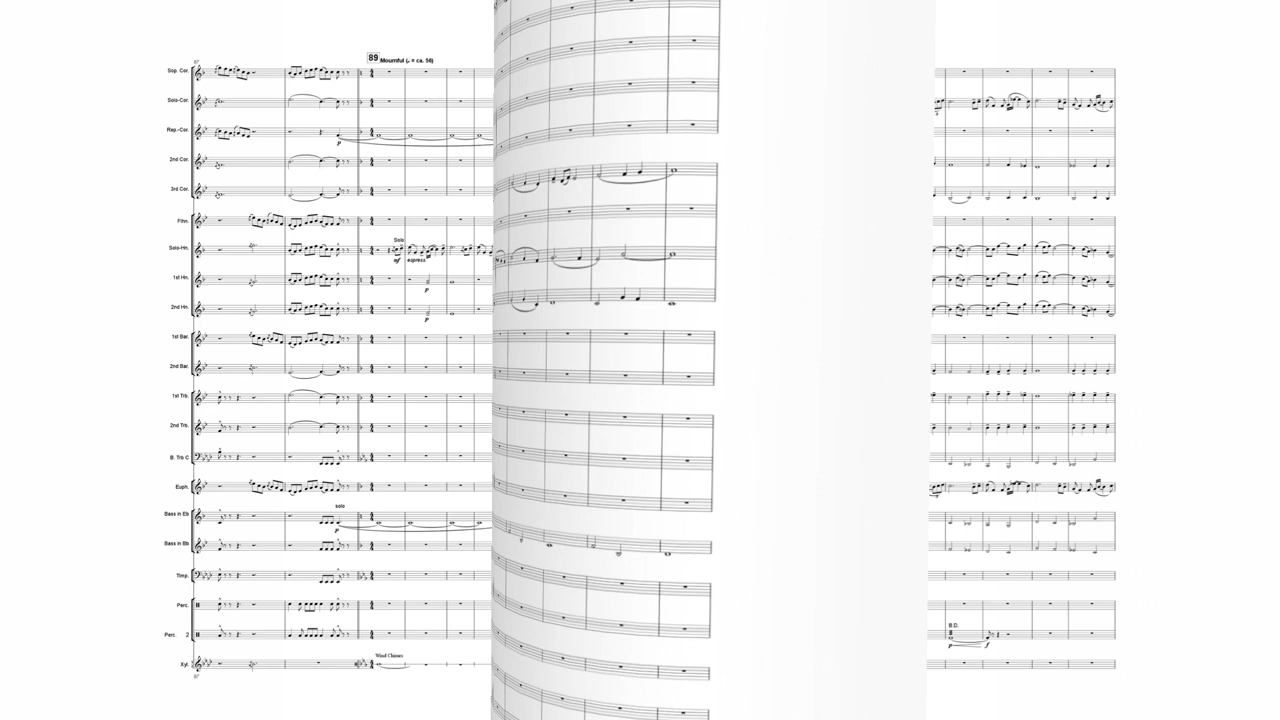 87
89 Mournful (♩ = ca. 56)
Sop. Cor.
Solo-Cor.
Rep.-Cor.
p
2nd Cor.
3rd Cor.
Flhn.
Solo
Solo-Hn.
mf espress.
1st Hn.
p
2nd Hn.
p
1st Bar.
2nd Bar.
1st Trb.
2nd Trb.
B. Trb C
Euph.
solo
Bass in Eb
p
Bass in Bb
Timp.
Perc.
B.D.
Perc. 2
p f
Wind Chimes
Xyl.
87